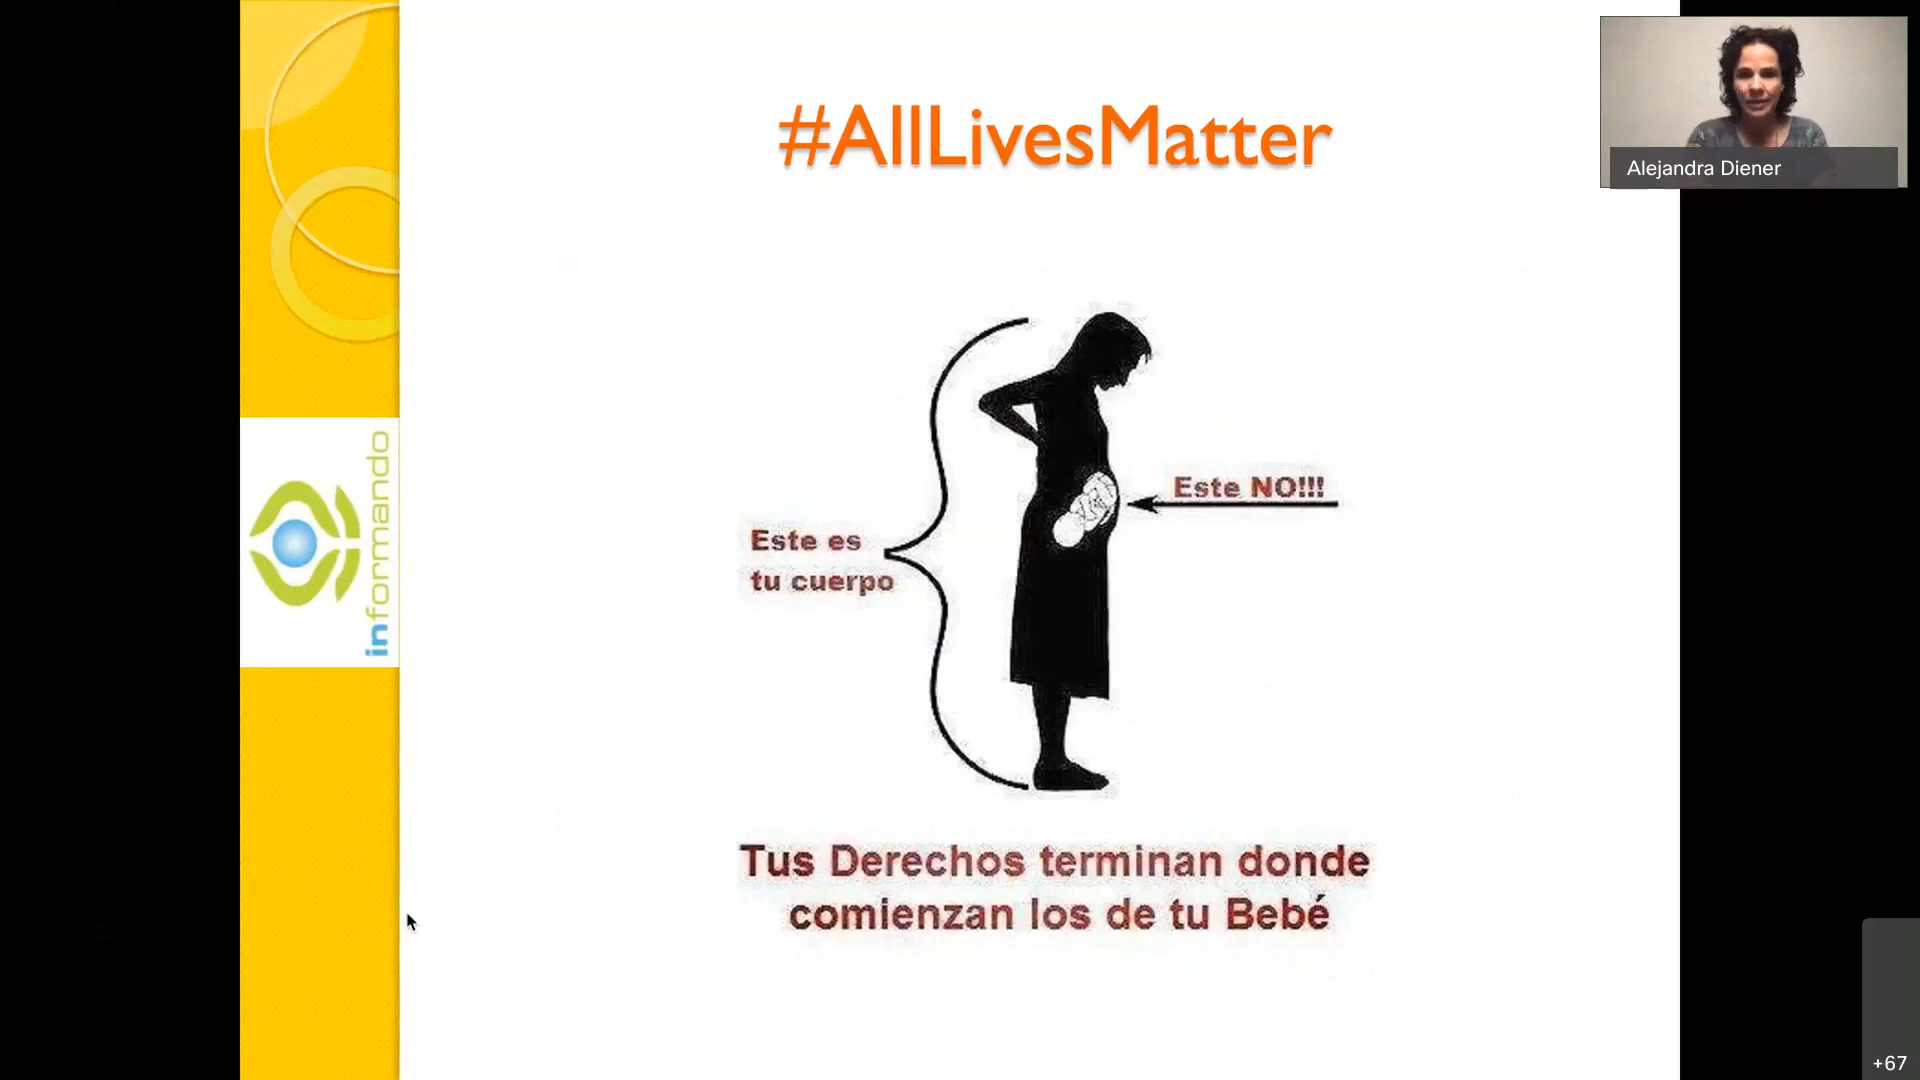 #AllLivesMatter
Alejandra Diener
Este NO!!!
Este es
tu cuerpo
informando
Tus Derechos terminan donde
comienzan los de tu Bebé
+67